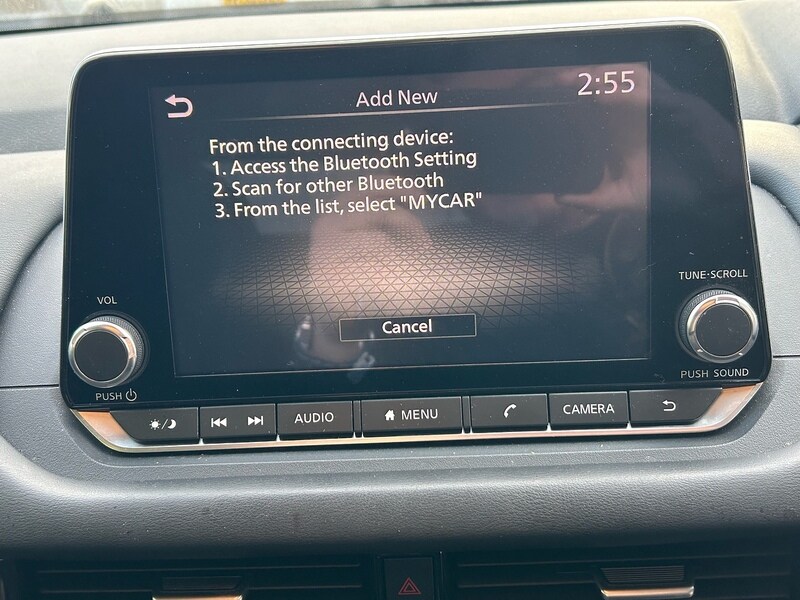 Add New
2:55
From the connecting device:
1. Access the Bluetooth Setting
2. Scan for other Bluetooth
3. From the list, select "MYCAR"
Cancel
VOL
PUSH
TUNE·SCROLL
PUSH SOUND
AUDIO
MENU
CAMERA